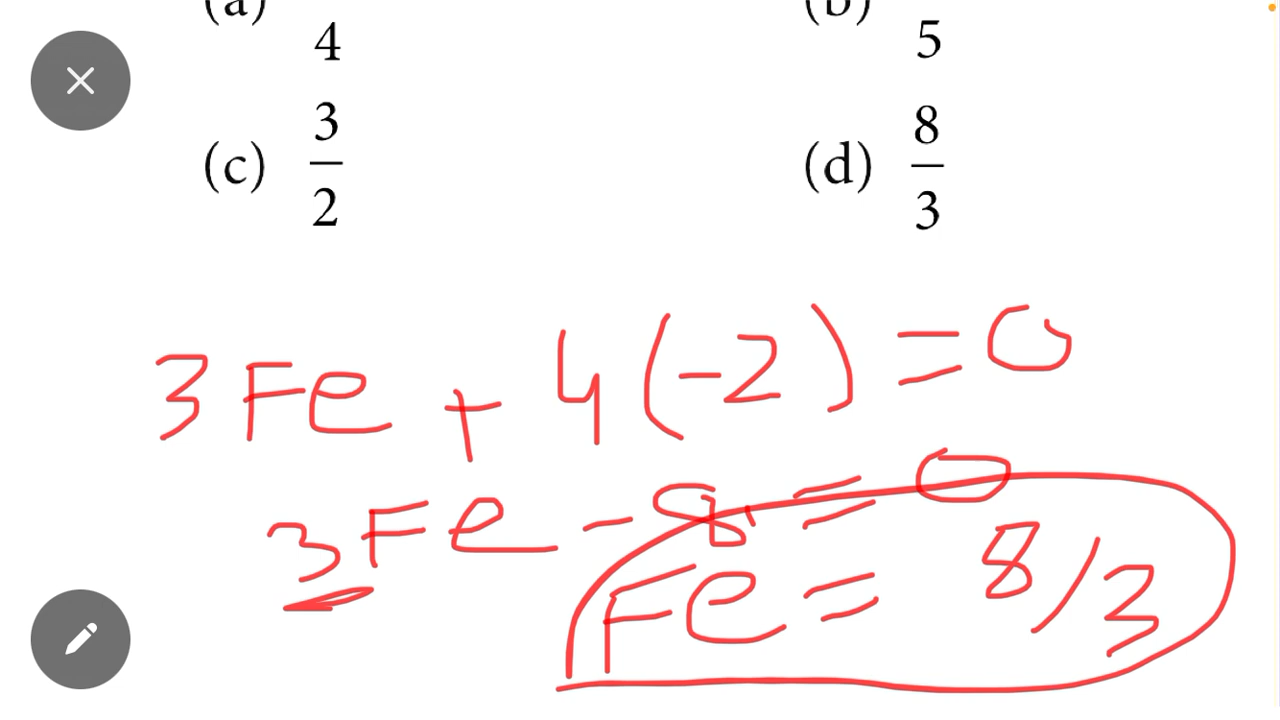 (a) 4 (b) 5
(c) 3/2 (d) 8/3
3Fe + 4(-2) = 0
3Fe - 8 = 0
Fe = 8/3